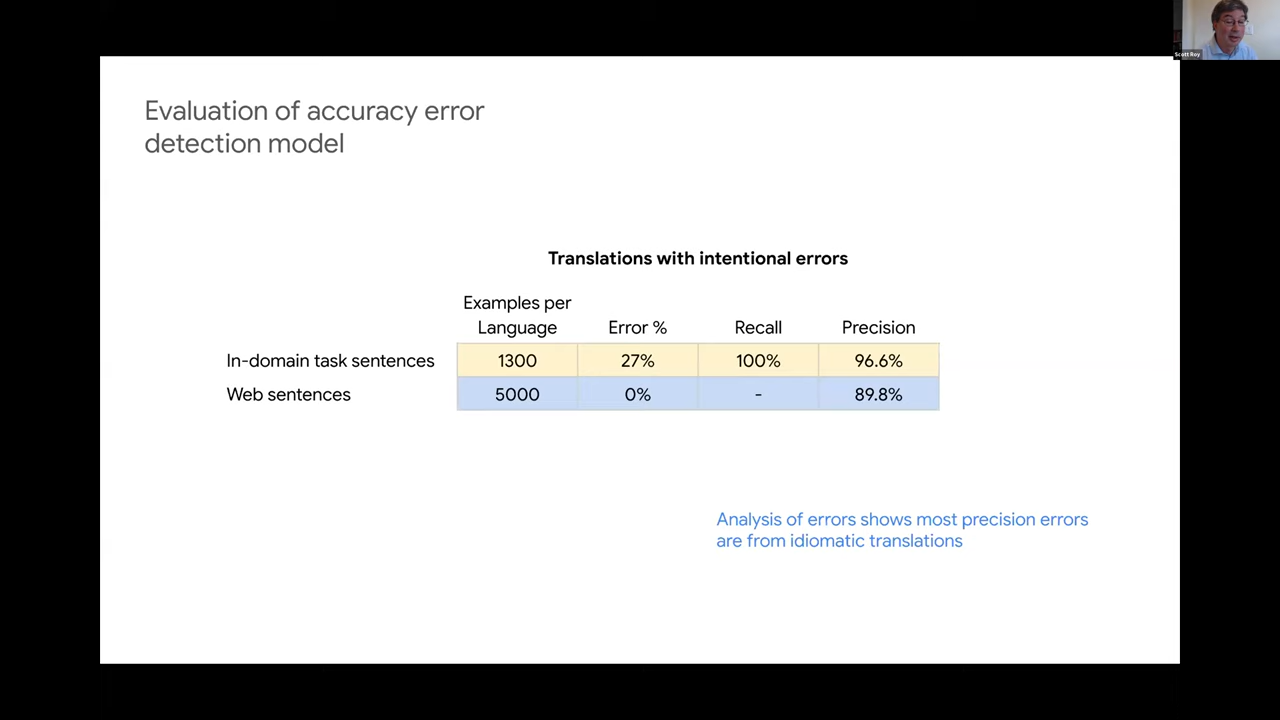 Scott Roy
Evaluation of accuracy error
detection model
Translations with intentional errors
Examples per
Language Error % Recall Precision
In-domain task sentences 1300 27% 100% 96.6%
Web sentences 5000 0% - 89.8%
Analysis of errors shows most precision errors
are from idiomatic translations